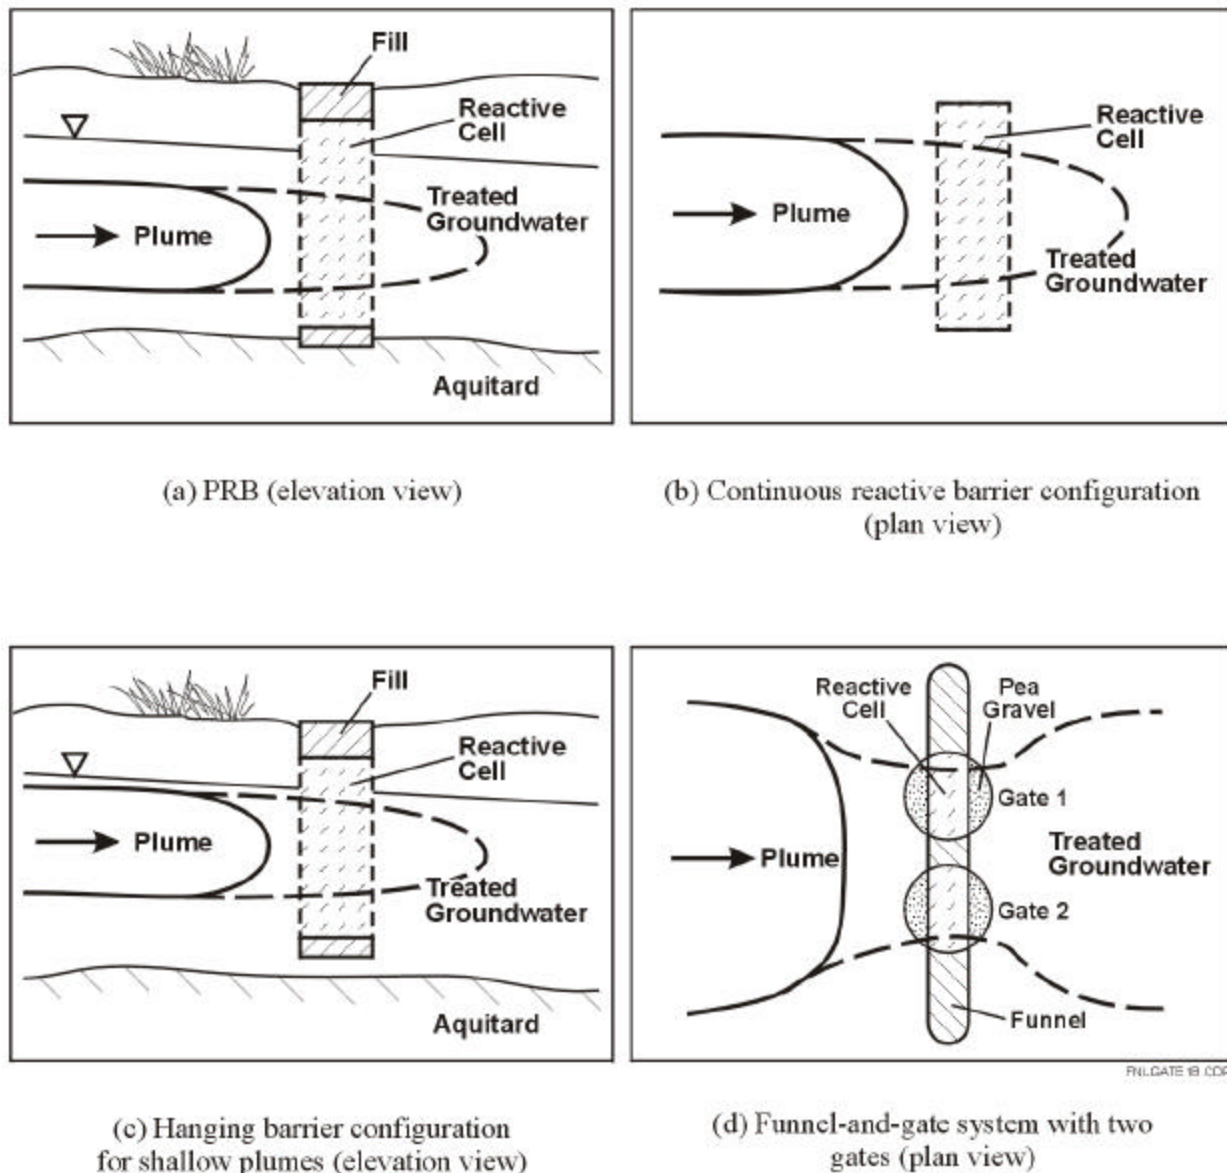 Fill
Reactive
Cell
Treated
Groundwater
Plume
Aquitard
(a) PRB (elevation view)
Reactive
Cell
Plume
Treated
Groundwater
(b) Continuous reactive barrier configuration
(plan view)
Fill
Reactive
Cell
Plume
Treated
Groundwater
Aquitard
(c) Hanging barrier configuration
for shallow plumes (elevation view)
Reactive
Cell
Pea
Gravel
Gate 1
Plume
Treated
Groundwater
Gate 2
Funnel
(d) Funnel-and-gate system with two
gates (plan view)